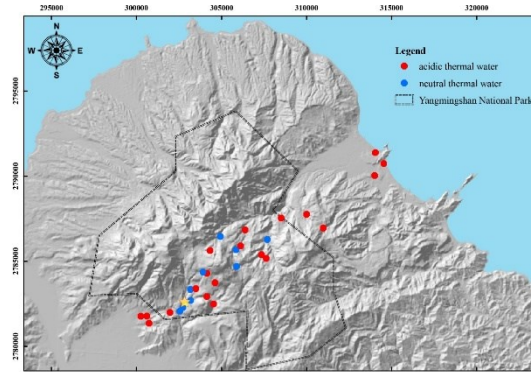 295000 300000 305000 310000 315000 320000
N
W E
S
Legend
acidic thermal water
neutral thermal water
Yangmingshan National Park
2795000
2790000
2785000
2780000